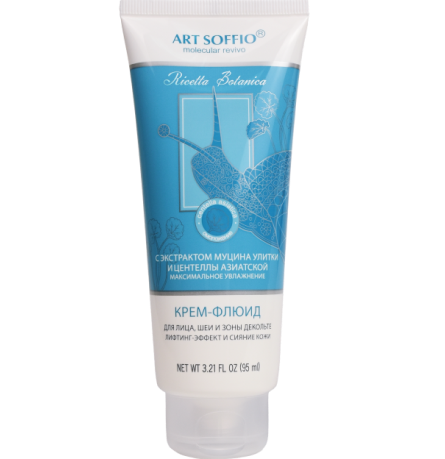 ART SOFFIO®
molecular revivo
Ricetta Botanica
С ЭКСТРАКТОМ МУЦИНА УЛИТКИ
И ЦЕНТЕЛЛЫ АЗИАТСКОЙ
МАКСИМАЛЬНОЕ УВЛАЖНЕНИЕ
КРЕМ-ФЛЮИД
ДЛЯ ЛИЦА, ШЕИ И ЗОНЫ ДЕКОЛЬТЕ
ЛИФТИНГ-ЭФФЕКТ И СИЯНИЕ КОЖИ
NET WT 3.21 FL OZ (95 ml)